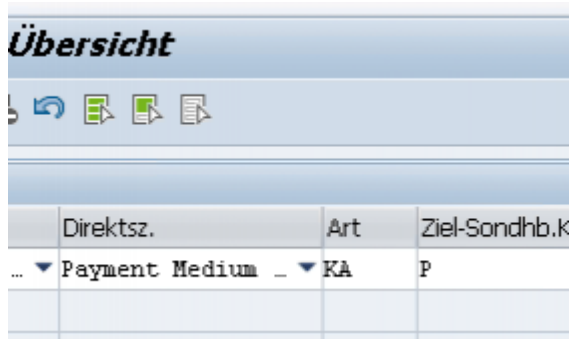 Übersicht
Direktsz. Art Ziel-Sondhb.K
... Payment Medium ... KA P